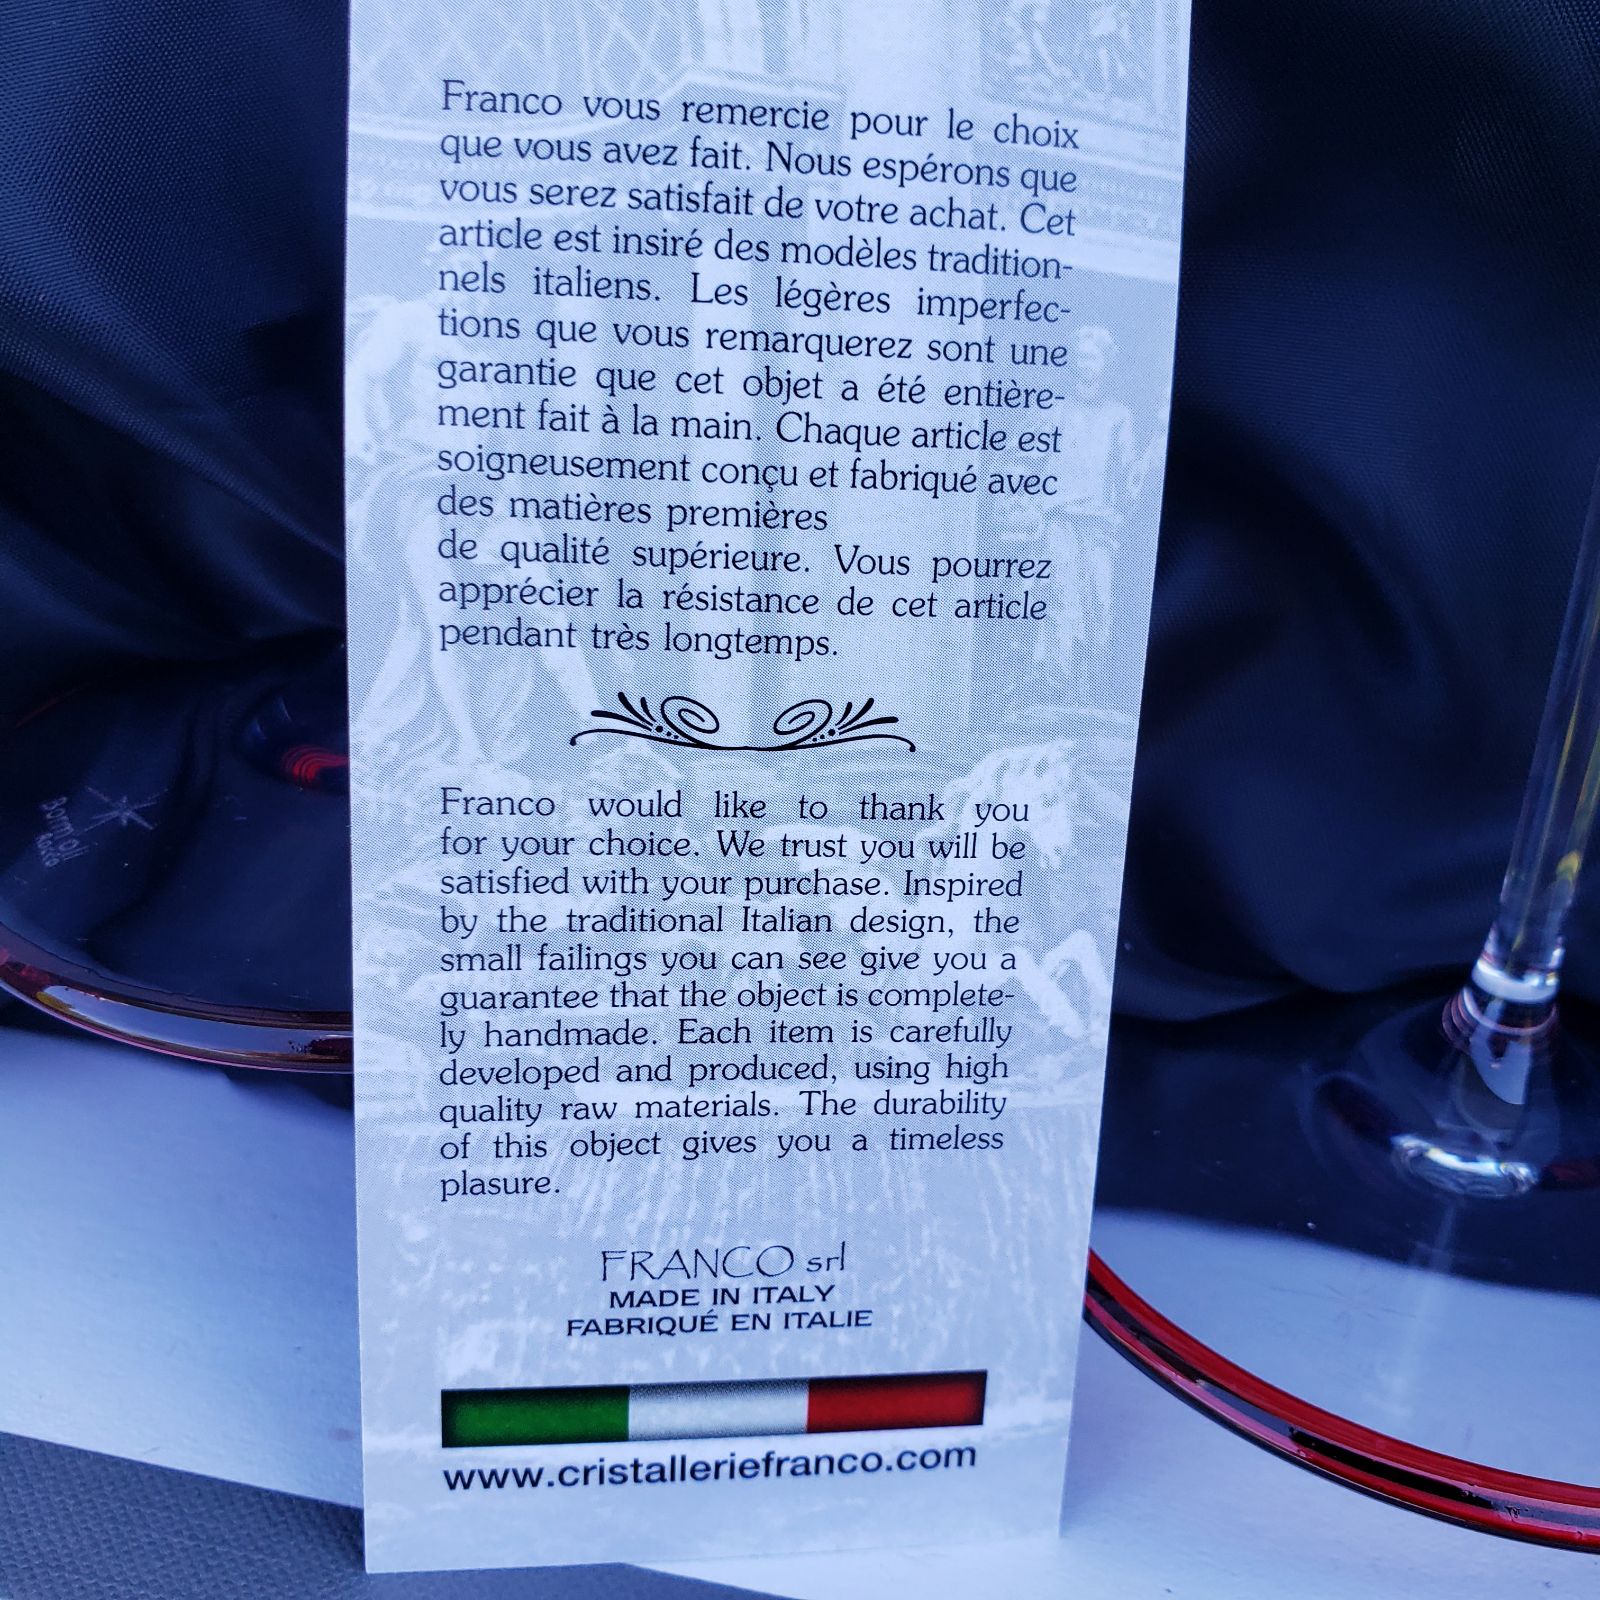 Franco vous remercie pour le choix
que vous avez fait. Nous espérons que
vous serez satisfait de votre achat. Cet
article est insiré des modèles tradition-
nels italiens. Les légères imperfec-
tions que vous remarquerez sont une
garantie que cet objet a été entière-
ment fait à la main. Chaque article est
soigneusement conçu et fabriqué avec
des matières premières
de qualité supérieure. Vous pourrez
apprécier la résistance de cet article
pendant très longtemps.
Franco would like to thank you
for your choice. We trust you will be
satisfied with your purchase. Inspired
by the traditional Italian design, the
small failings you can see give you a
guarantee that the object is complete-
ly handmade. Each item is carefully
developed and produced, using high
quality raw materials. The durability
of this object gives you a timeless
plasure.
FRANCO srl
MADE IN ITALY
FABRIQUÉ EN ITALIE
www.cristalleriefranco.com